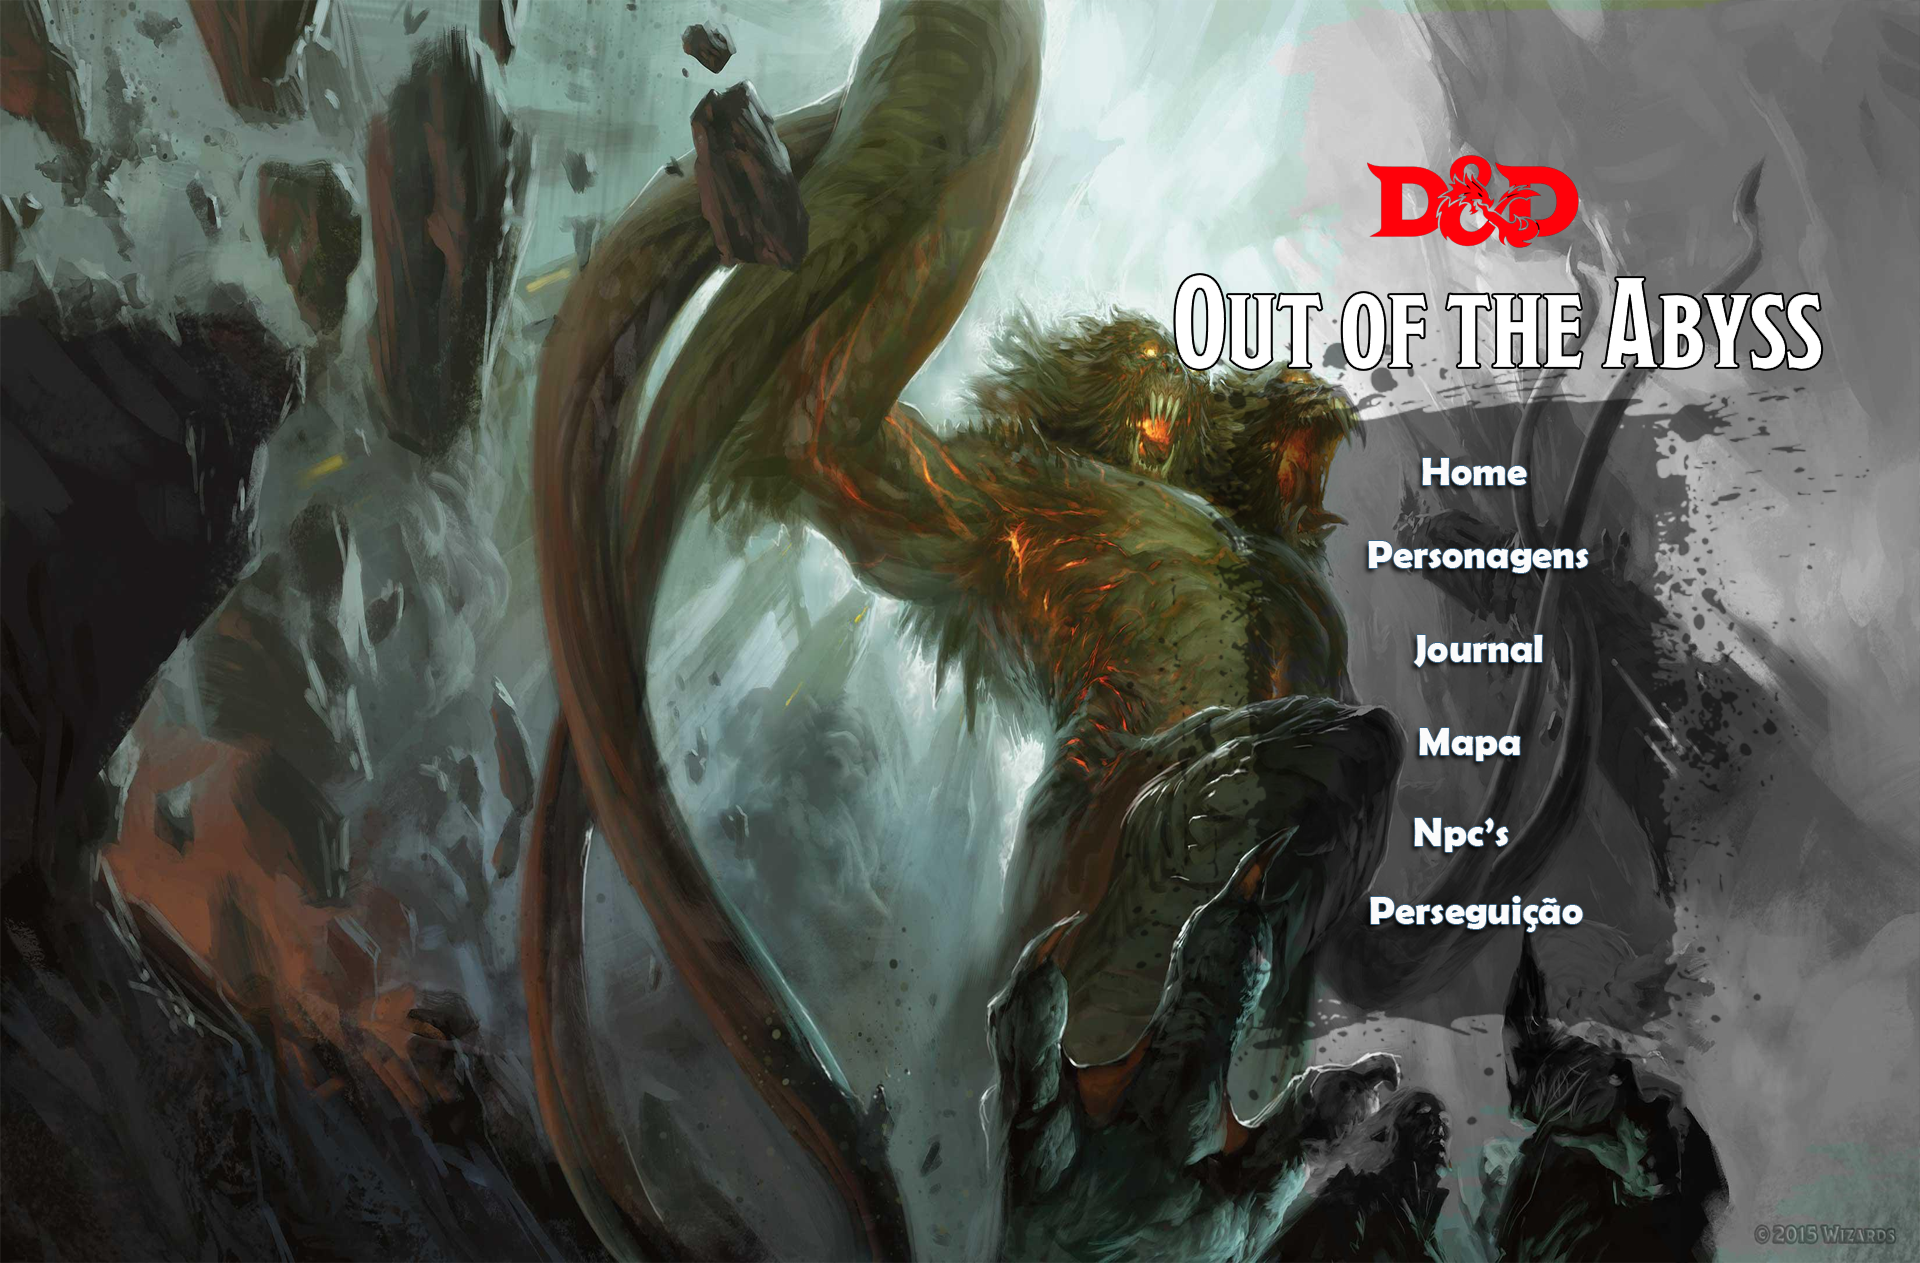 D&D
Out of the Abyss
Home
Personagens
Journal
Mapa
Npc's
Perseguição
© 2015 Wizards